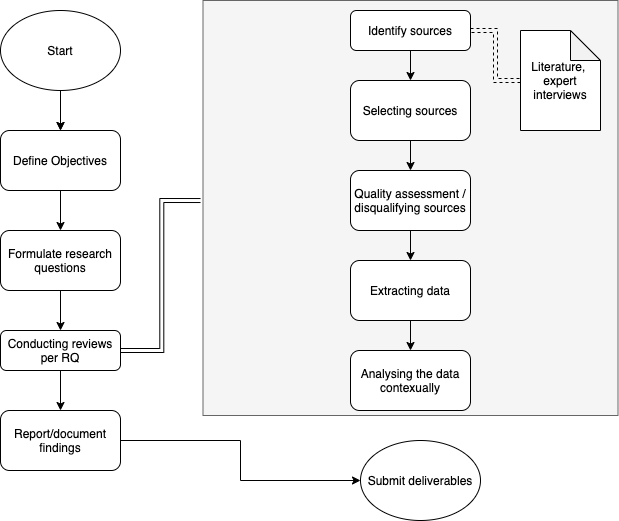 Start
Define Objectives
Formulate research
questions
Conducting reviews
per RQ
Report/document
findings
Identify sources
Literature,
expert
interviews
Selecting sources
Quality assessment /
disqualifying sources
Extracting data
Analysing the data
contexually
Submit deliverables